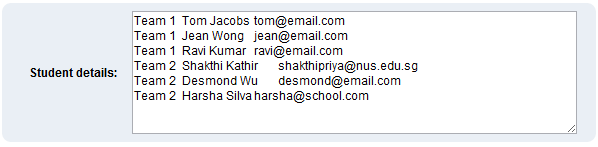 Student details:
Team 1 Tom Jacobs tom@email.com
Team 1 Jean Wong jean@email.com
Team 1 Ravi Kumar ravi@email.com
Team 2 Shakthi Kathir shakthipriya@nus.edu.sg
Team 2 Desmond Wu desmond@email.com
Team 2 Harsha Silva harsha@school.com